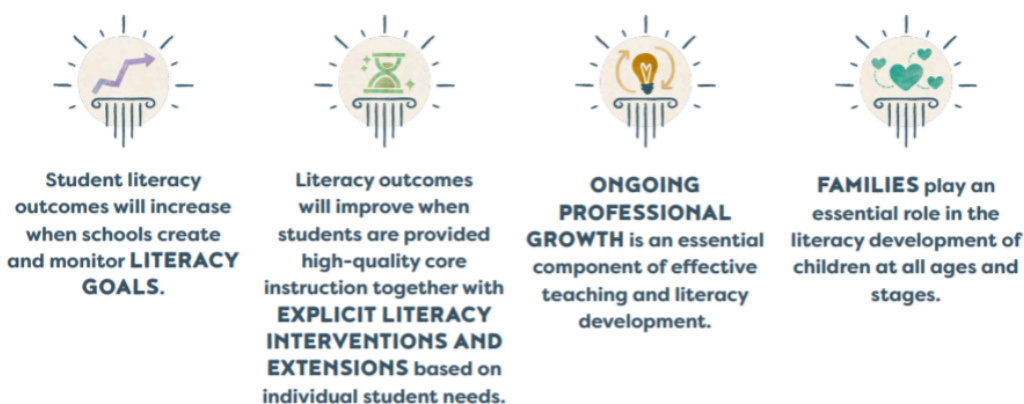 Student literacy
outcomes will increase
when schools create
and monitor LITERACY
GOALS.
Literacy outcomes
will improve when
students are provided
high-quality core
instruction together with
EXPLICIT LITERACY
INTERVENTIONS AND
EXTENSIONS based on
individual student needs.
ONGOING
PROFESSIONAL
GROWTH is an essential
component of effective
teaching and literacy
development.
FAMILIES play an
essential role in the
literacy development of
children at all ages and
stages.